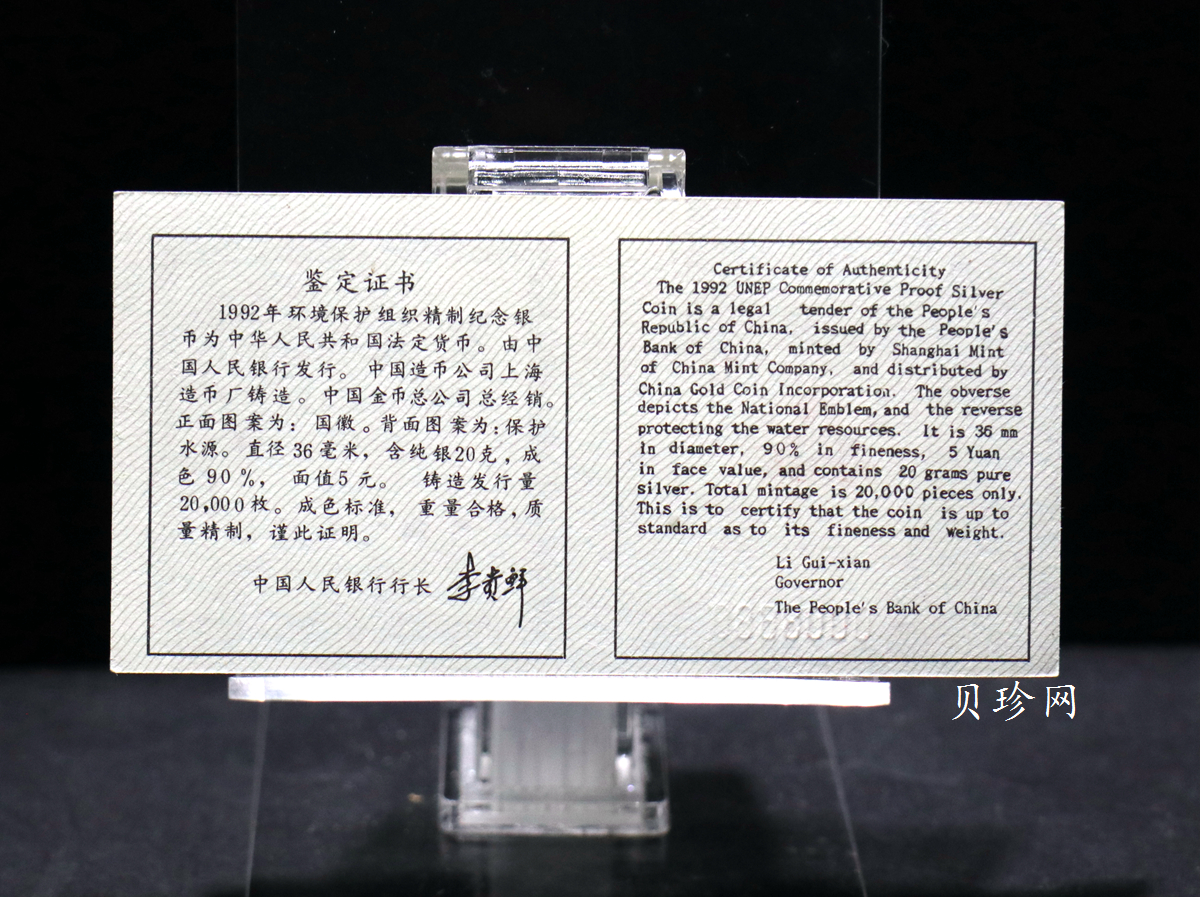 鉴定证书
1992年环境保护组织精制纪念银
币为中华人民共和国法定货币。由中
国人民银行发行。中国造币公司上海
造币厂铸造。中国金币总公司总经销。
正面图案为：国徽。背面图案为：保护
水源。直径36毫米，含纯银20克，成
色90%，面值5元。铸造发行量
20,000枚。成色标准，重量合格，质
量精制，谨此证明。
中国人民银行行长 李贵鲜
Certificate of Authenticity
The 1992 UNEP Commemorative Proof Silver
Coin is a legal tender of the People's
Republic of China, issued by the People's
Bank of China, minted by Shanghai Mint
of China Mint Company, and distributed by
China Gold Coin Incorporation. The obverse
depicts the National Emblem, and the reverse
protecting the water resources. It is 36 mm
in diameter, 90% in fineness, 5 Yuan
in face value, and contains 20 grams pure
silver. Total mintage is 20,000 pieces only.
This is to certify that the coin is up to
standard as to its fineness and weight.
Li Gui-xian
Governor
The People's Bank of China
贝珍网